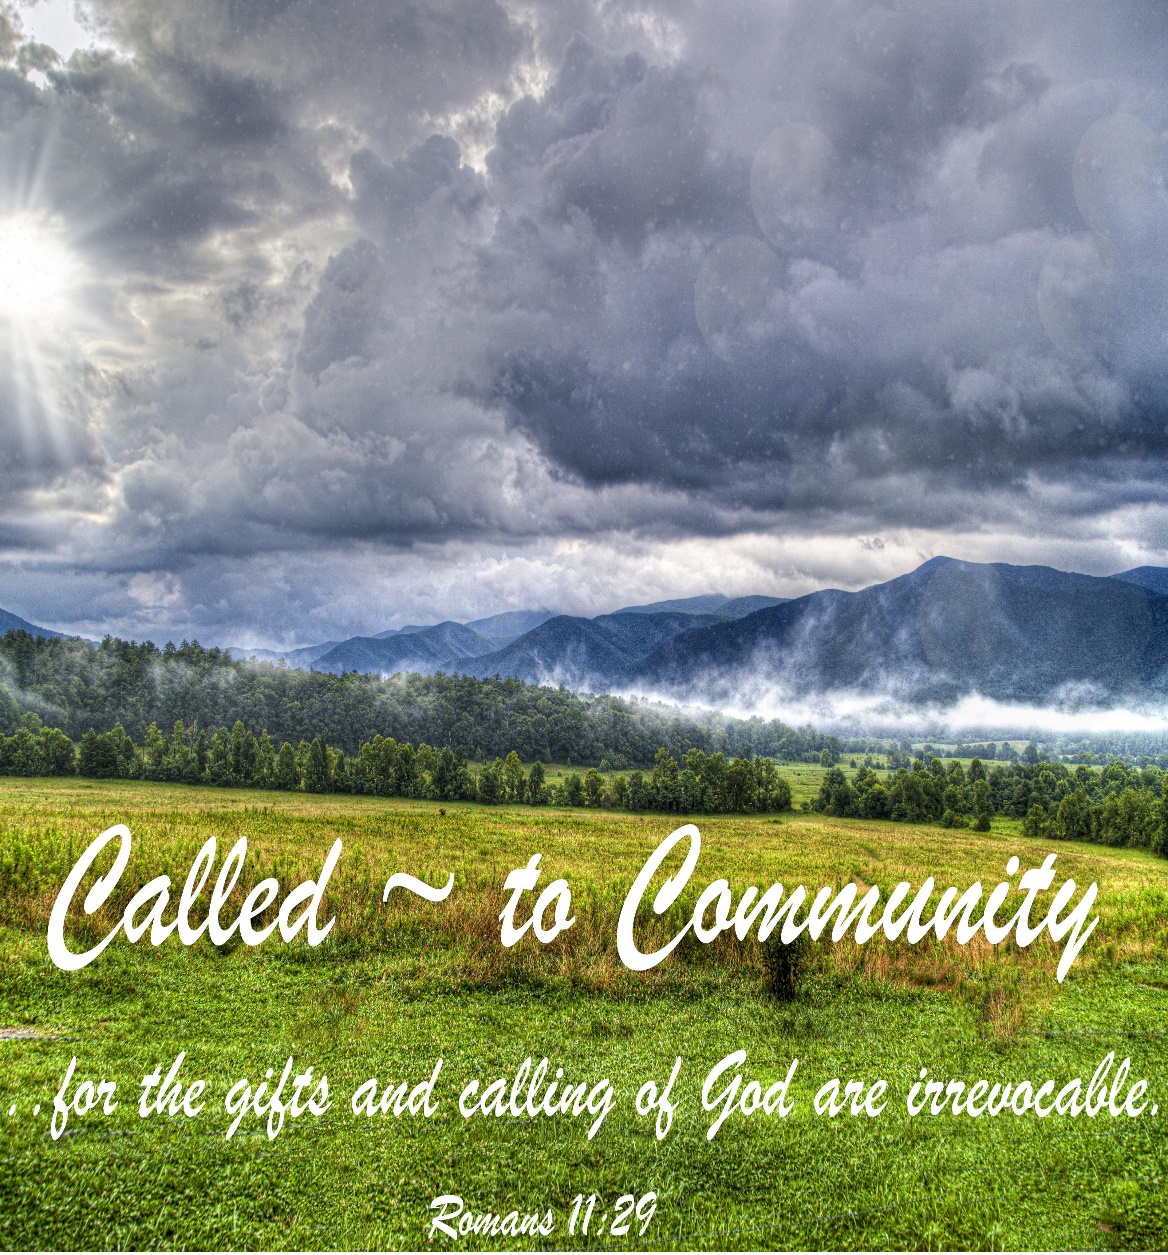 Called ~ to Community
..for the gifts and calling of God are irrevocable.
Romans 11:29